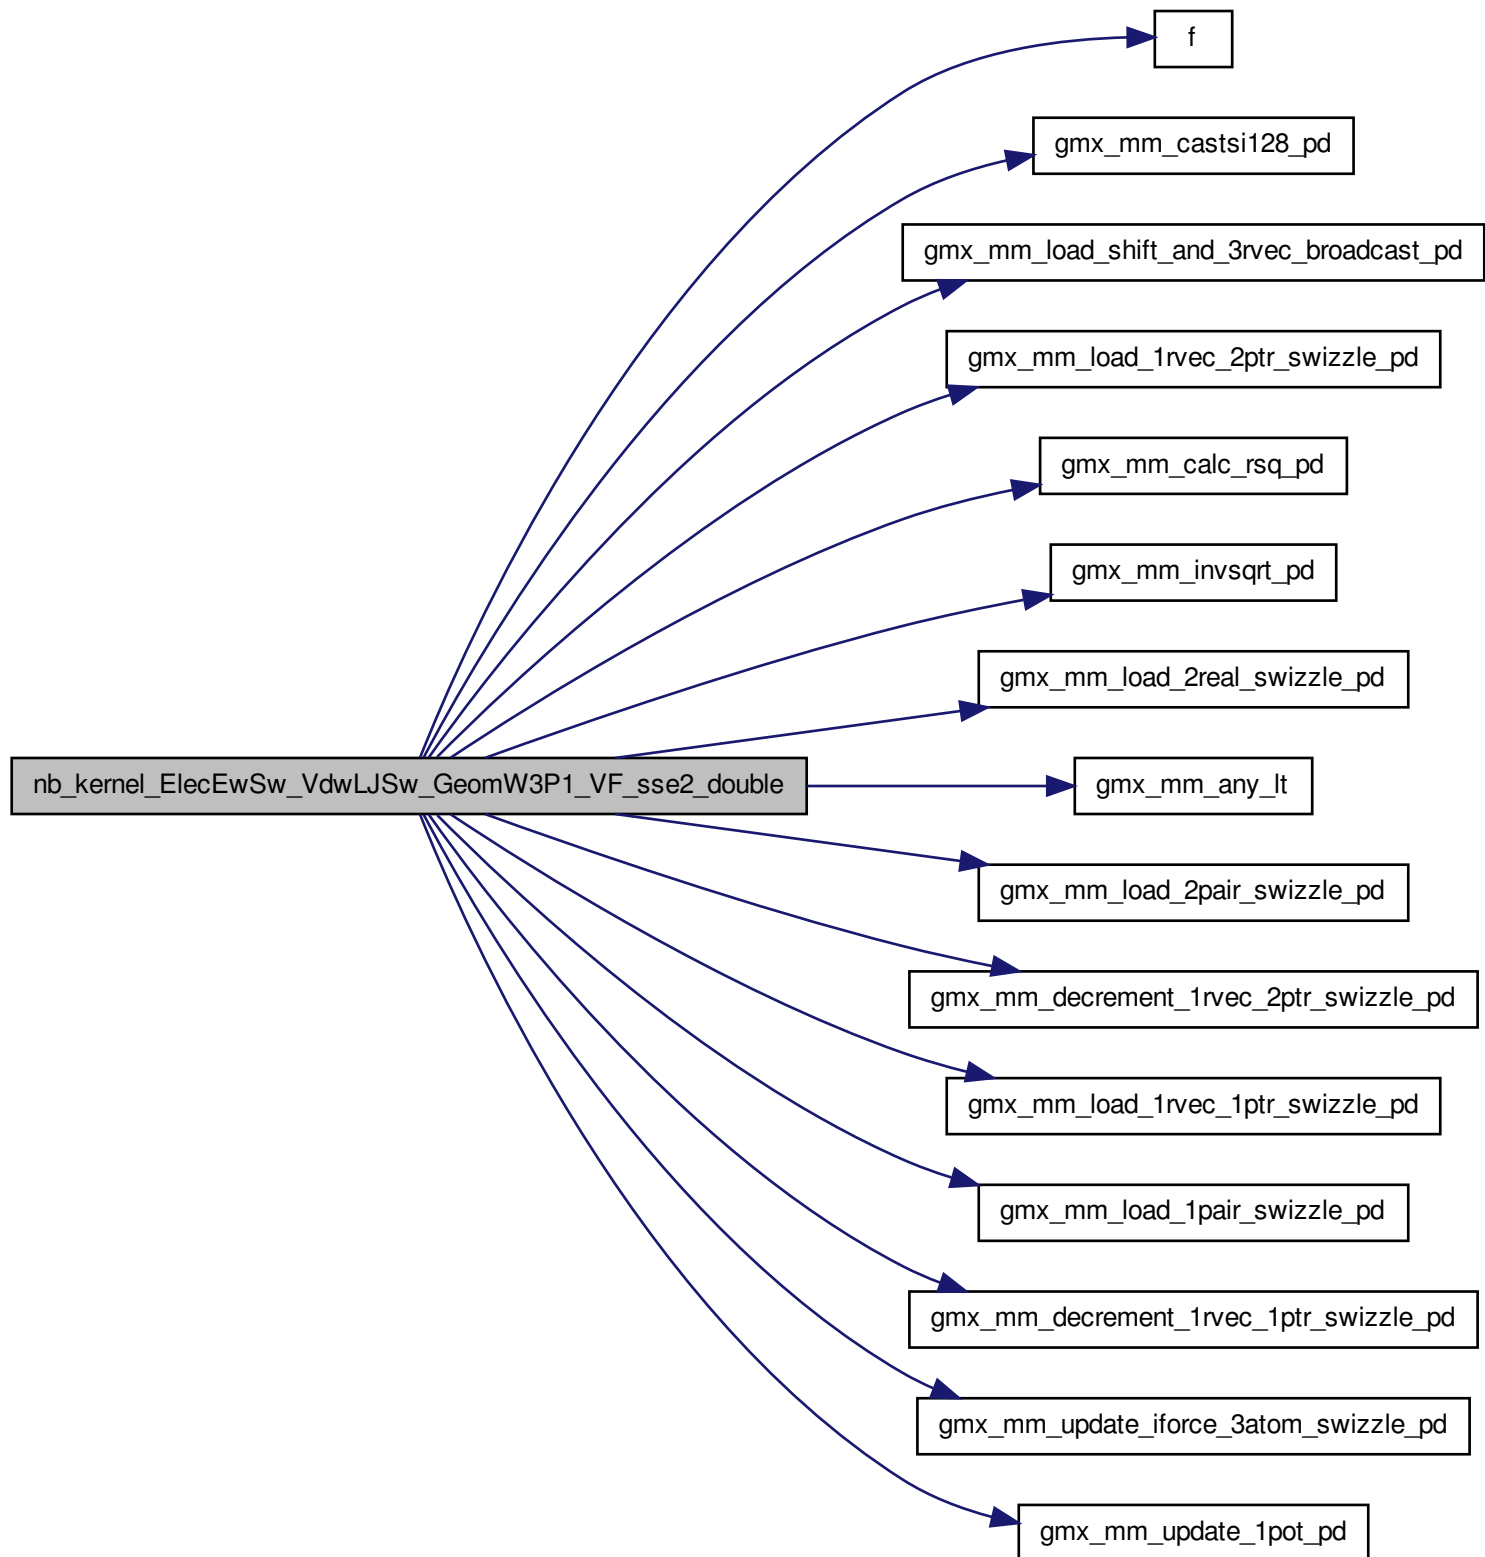 f
gmx_mm_castsi128_pd
gmx_mm_load_shift_and_3rvec_broadcast_pd
gmx_mm_load_1rvec_2ptr_swizzle_pd
gmx_mm_calc_rsq_pd
gmx_mm_invsqrt_pd
gmx_mm_load_2real_swizzle_pd
nb_kernel_ElecEwSw_VdwLJSw_GeomW3P1_VF_sse2_double
gmx_mm_any_lt
gmx_mm_load_2pair_swizzle_pd
gmx_mm_decrement_1rvec_2ptr_swizzle_pd
gmx_mm_load_1rvec_1ptr_swizzle_pd
gmx_mm_load_1pair_swizzle_pd
gmx_mm_decrement_1rvec_1ptr_swizzle_pd
gmx_mm_update_iforce_3atom_swizzle_pd
gmx_mm_update_1pot_pd